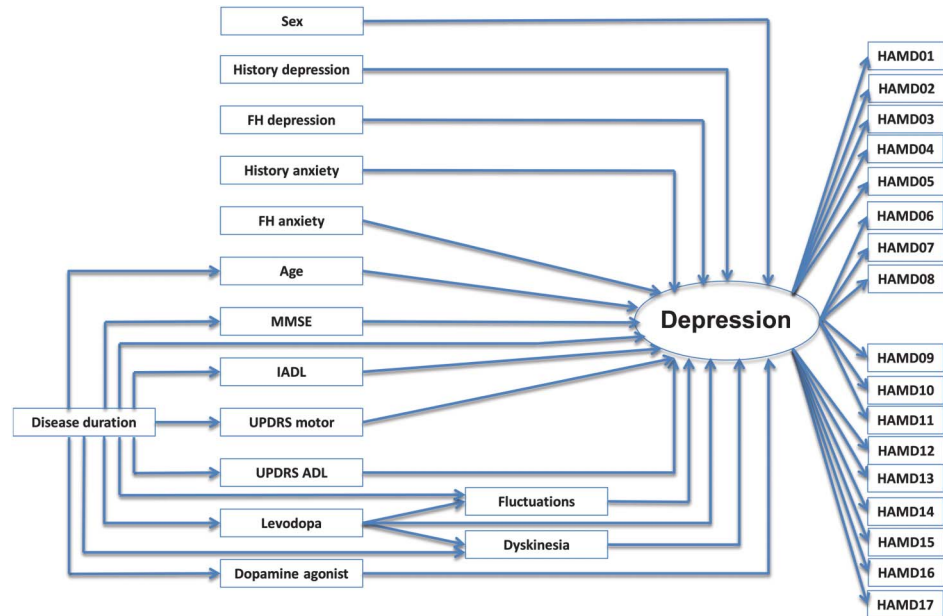 Sex
History depression
FH depression
History anxiety
FH anxiety
Age
MMSE
IADL
Disease duration
UPDRS motor
UPDRS ADL
Levodopa
Dopamine agonist
Fluctuations
Dyskinesia
Depression
HAMD01
HAMD02
HAMD03
HAMD04
HAMD05
HAMD06
HAMD07
HAMD08
HAMD09
HAMD10
HAMD11
HAMD12
HAMD13
HAMD14
HAMD15
HAMD16
HAMD17